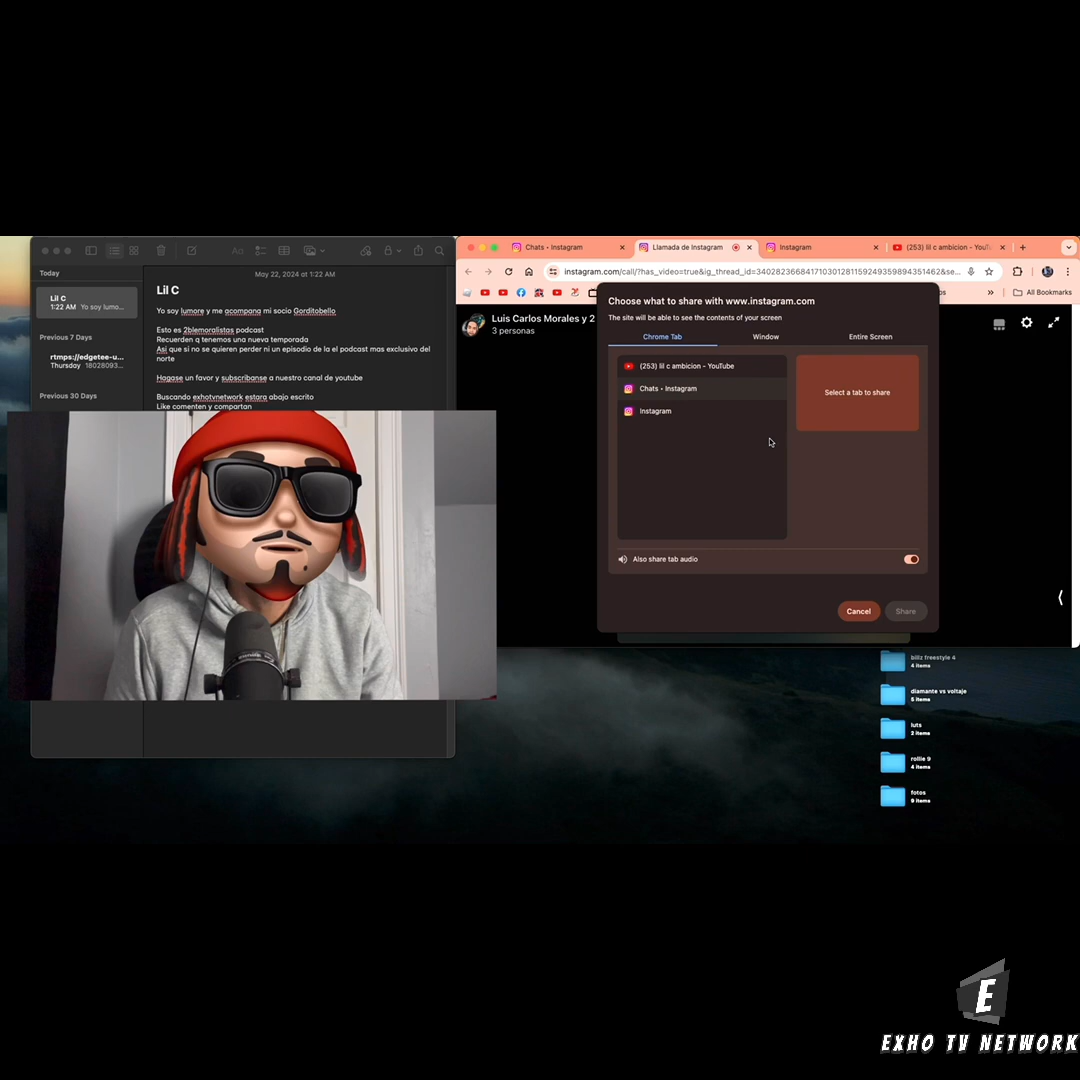 Today
Lil C
1:22 AM Yo soy lumo...
Previous 7 Days
rtmps://edgetee-u...
Thursday 18028093...
Previous 30 Days
Aa
May 22, 2024 at 1:22 AM
Lil C
Yo soy lumore y me acompana mi socio Gorditobello
Esto es 2blemoralistas podcast
Recuerden q tenemos una nueva temporada
Asi que si no se quieren perder ni un episodio de la el podcast mas exclusivo del
norte
Hagase un favor y subscribanse a nuestro canal de youtube
Buscando exhotvnetwork estara abajo escrito
Like comenten y compartan
Chats • Instagram
Llamada de Instagram
Instagram
(253) lil c ambicion - YouTu
instagram.com/call/?has_video=true&ig_thread_id=340282366841710301281159249359894351462&se...
All Bookmarks
Luis Carlos Morales y 2
3 personas
Choose what to share with www.instagram.com
The site will be able to see the contents of your screen
Chrome Tab
Window
Entire Screen
(253) lil c ambicion - YouTube
Chats • Instagram
Instagram
Select a tab to share
Also share tab audio
Cancel
Share
billz freestyle 4
4 items
diamante vs voltaje
5 items
luts
2 items
rollie 9
4 items
fotos
9 items
E
EXHO TV NETWORK